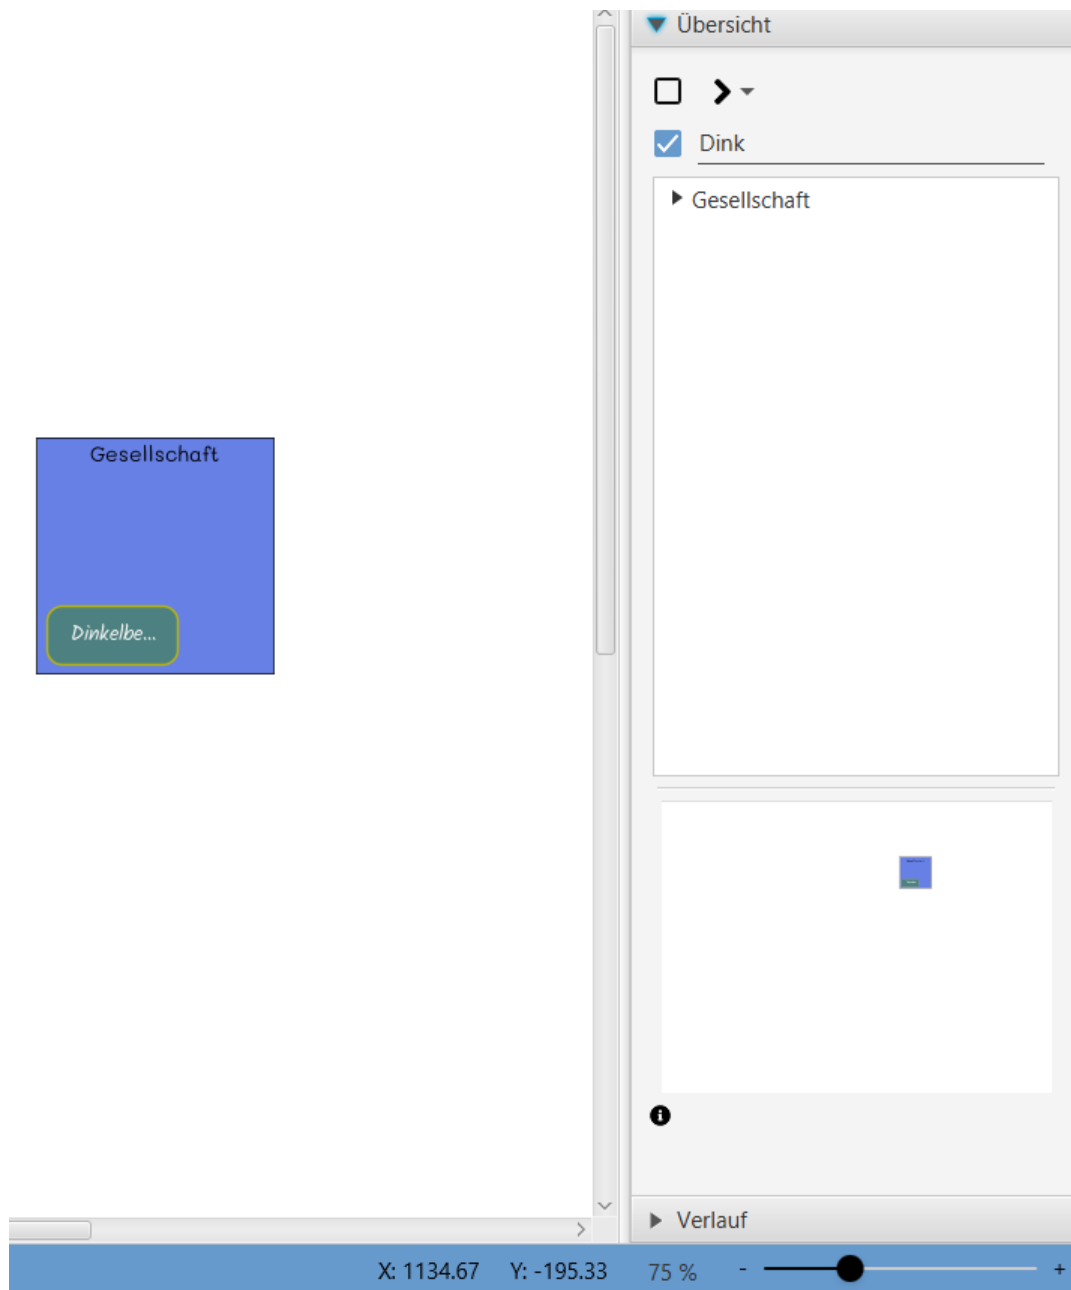 Übersicht
Dink
Gesellschaft
Gesellschaft
Dinkelbe...
Verlauf
X: 1134.67 Y: -195.33 75 % - +